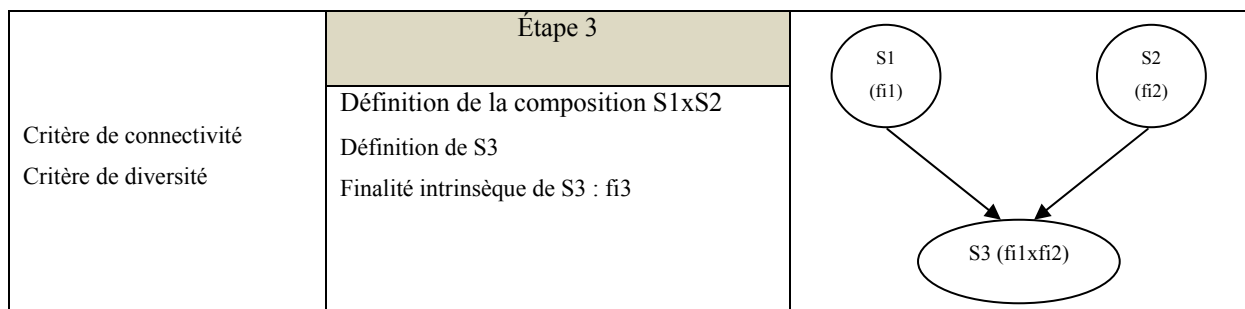 Critère de connectivité
Critère de diversité
Étape 3
Définition de la composition S1xS2
Définition de S3
Finalité intrinsèque de S3 : fi3
S1
(fi1)
S2
(fi2)
S3 (fi1xfi2)